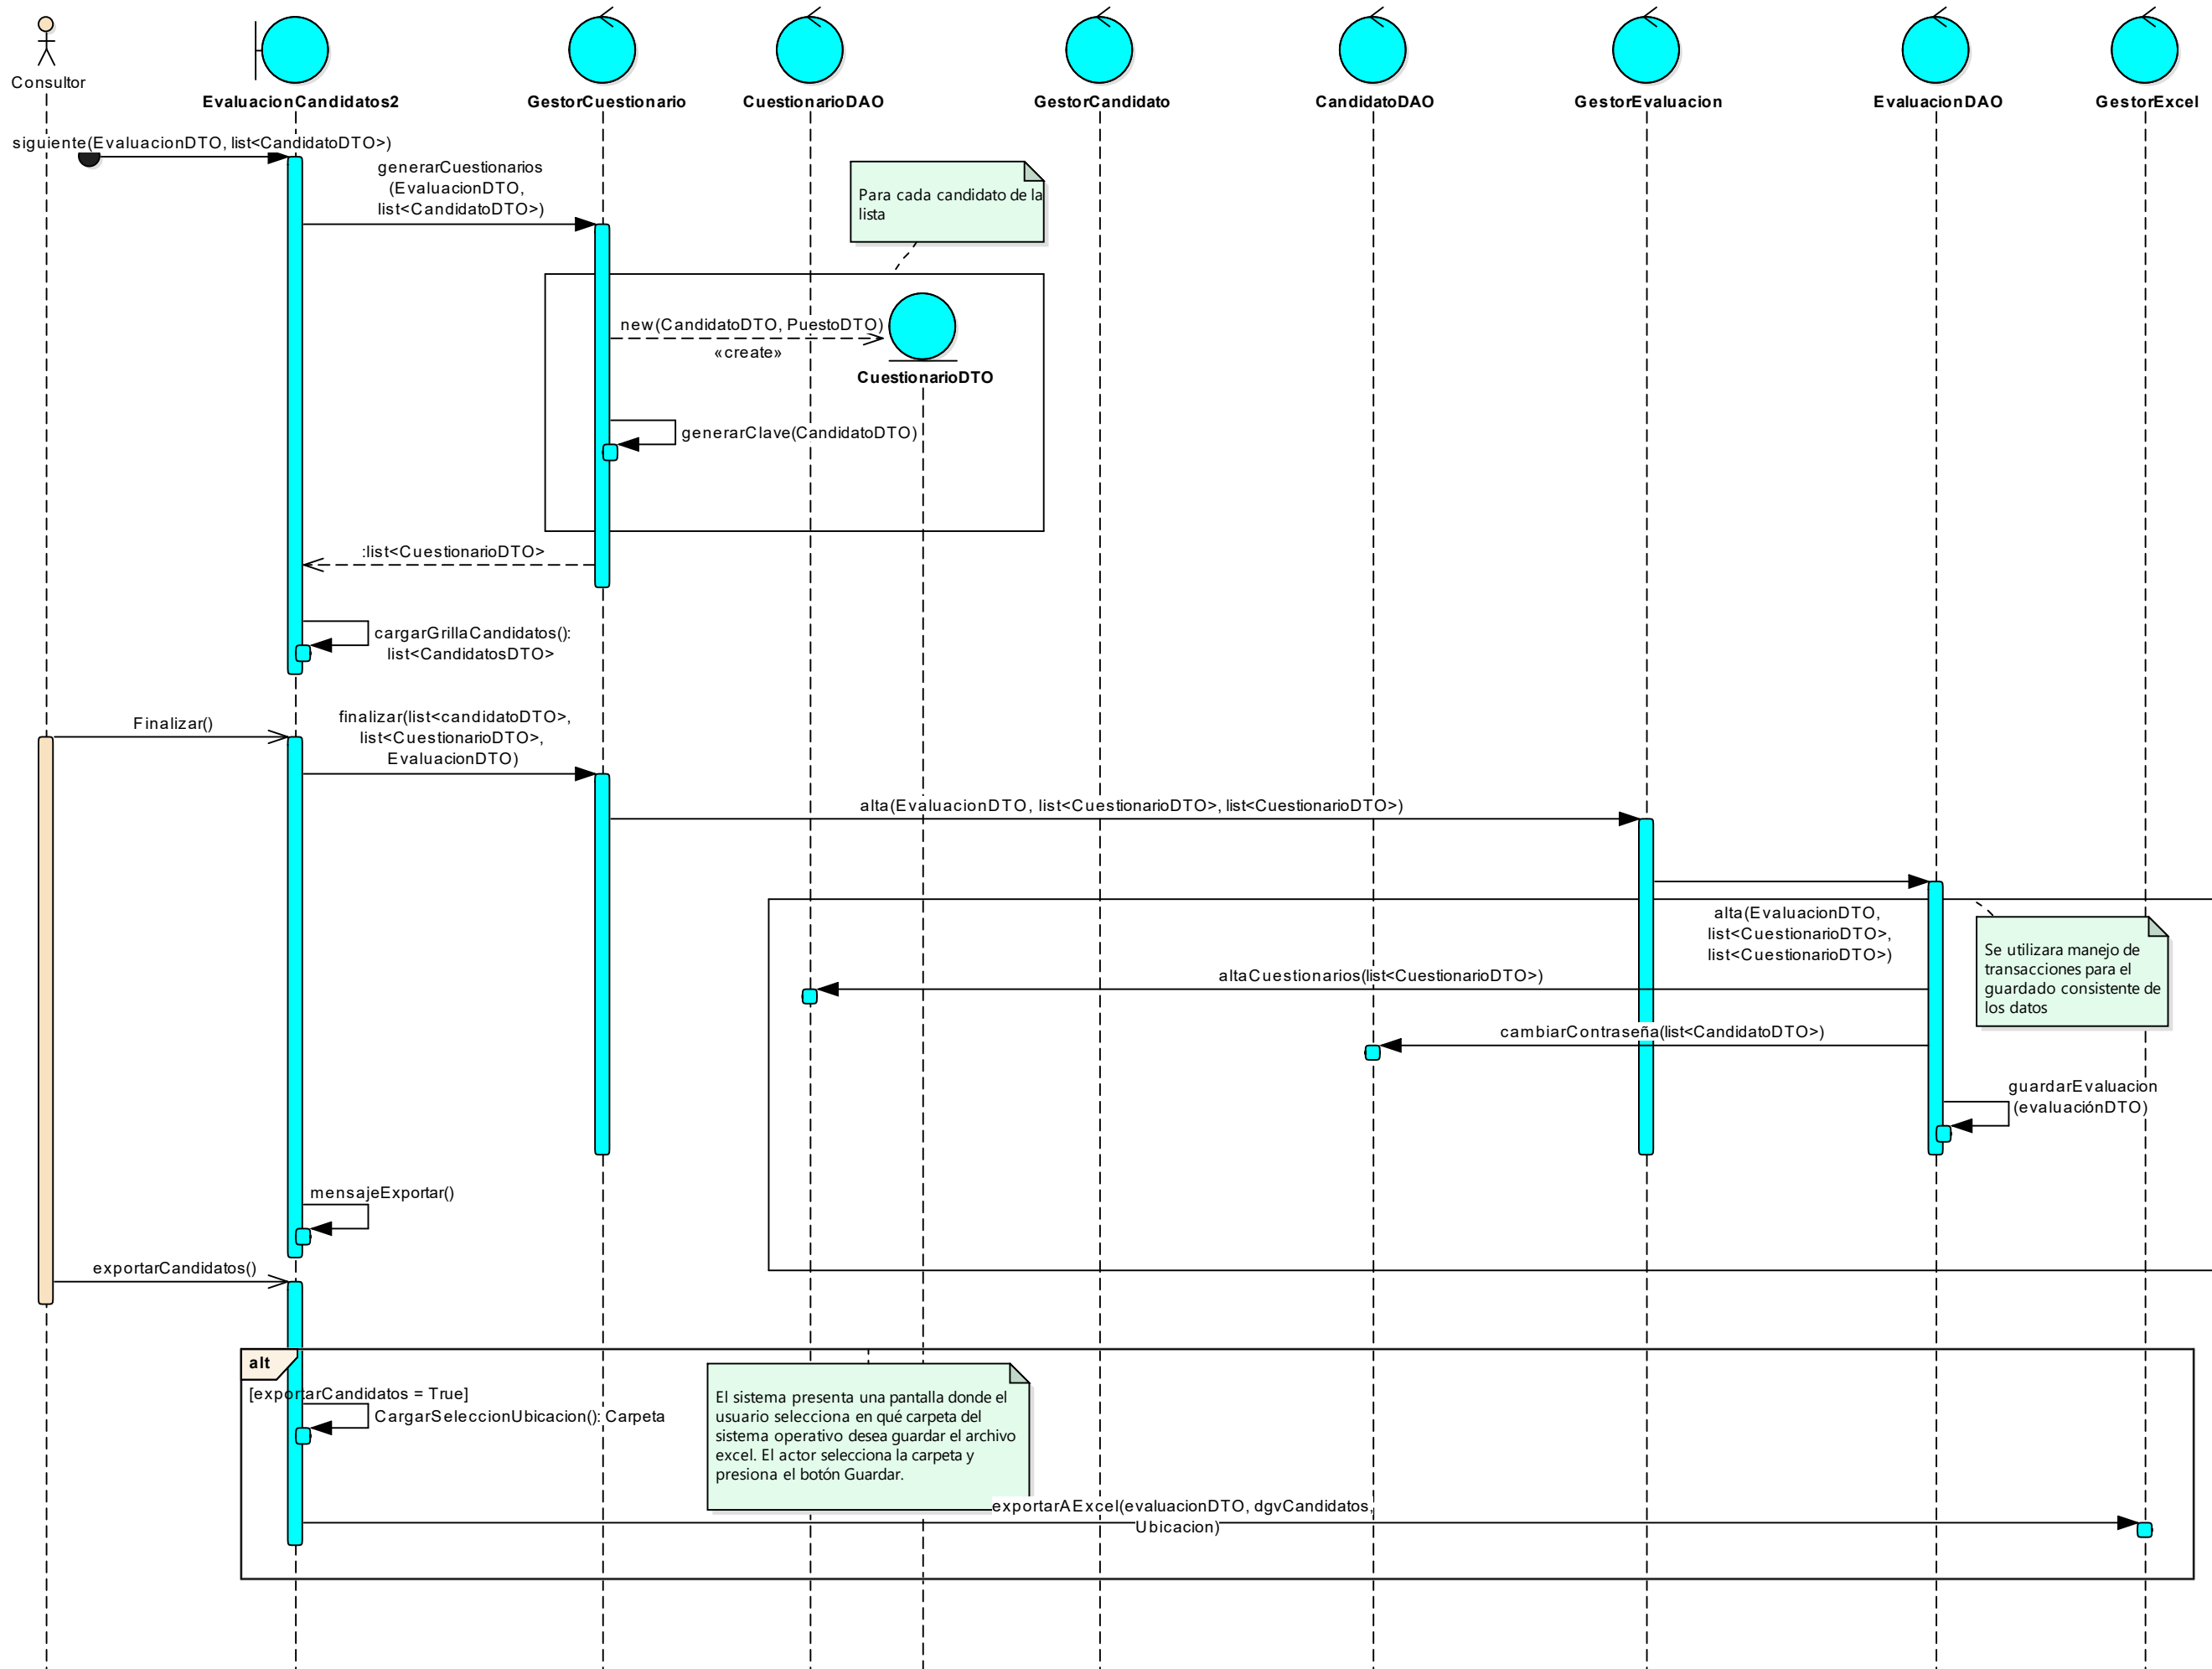 Consultor
EvaluacionCandidatos2
GestorCuestionario
CuestionarioDAO
GestorCandidato
CandidatoDAO
GestorEvaluacion
EvaluacionDAO
GestorExcel
siguiente(EvaluacionDTO, list<CandidatoDTO>)
generarCuestionarios
(EvaluacionDTO,
list<CandidatoDTO>)
Para cada candidato de la
lista
new(CandidatoDTO, PuestoDTO)
«create»
CuestionarioDTO
generarClave(CandidatoDTO)
:list<CuestionarioDTO>
cargarGrillaCandidatos():
list<CandidatosDTO>
Finalizar()
finalizar(list<candidatoDTO>,
list<CuestionarioDTO>,
EvaluacionDTO)
alta(EvaluacionDTO, list<CuestionarioDTO>, list<CuestionarioDTO>)
alta(EvaluacionDTO,
list<CuestionarioDTO>,
list<CuestionarioDTO>)
Se utilizara manejo de
transacciones para el
guardado consistente de
los datos
altaCuestionarios(list<CuestionarioDTO>)
cambiarContraseña(list<CandidatoDTO>)
guardarEvaluacion
(evaluaciónDTO)
mensajeExportar()
exportarCandidatos()
alt
[exportarCandidatos = True]
CargarSeleccionUbicacion(): Carpeta
El sistema presenta una pantalla donde el
usuario selecciona en qué carpeta del
sistema operativo desea guardar el archivo
excel. El actor selecciona la carpeta y
presiona el botón Guardar.
exportarAExcel(evaluacionDTO, dgvCandidatos,
Ubicacion)